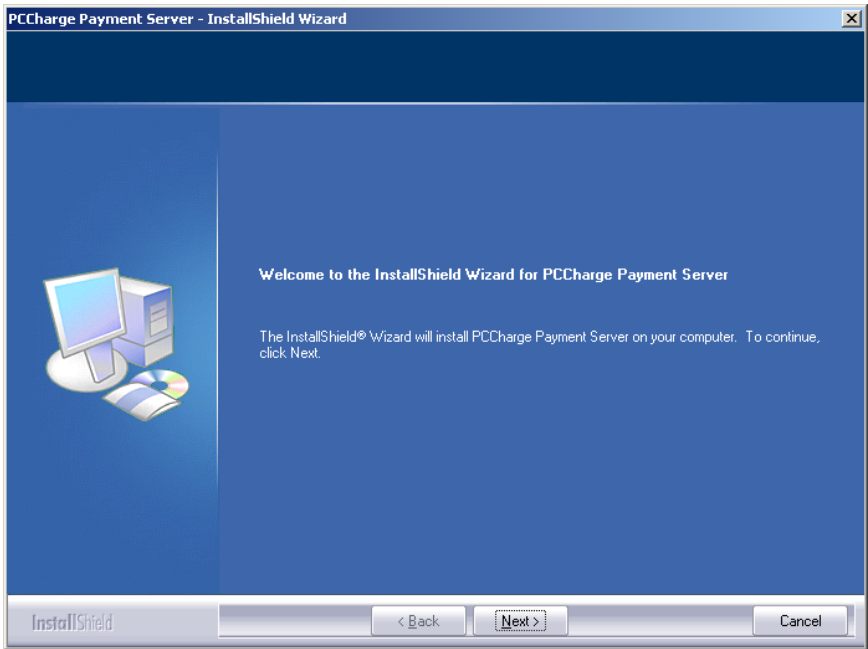 PCCharge Payment Server - InstallShield Wizard
Welcome to the InstallShield Wizard for PCCharge Payment Server
The InstallShield® Wizard will install PCCharge Payment Server on your computer. To continue,
click Next.
InstallShield
< Back
Next >
Cancel